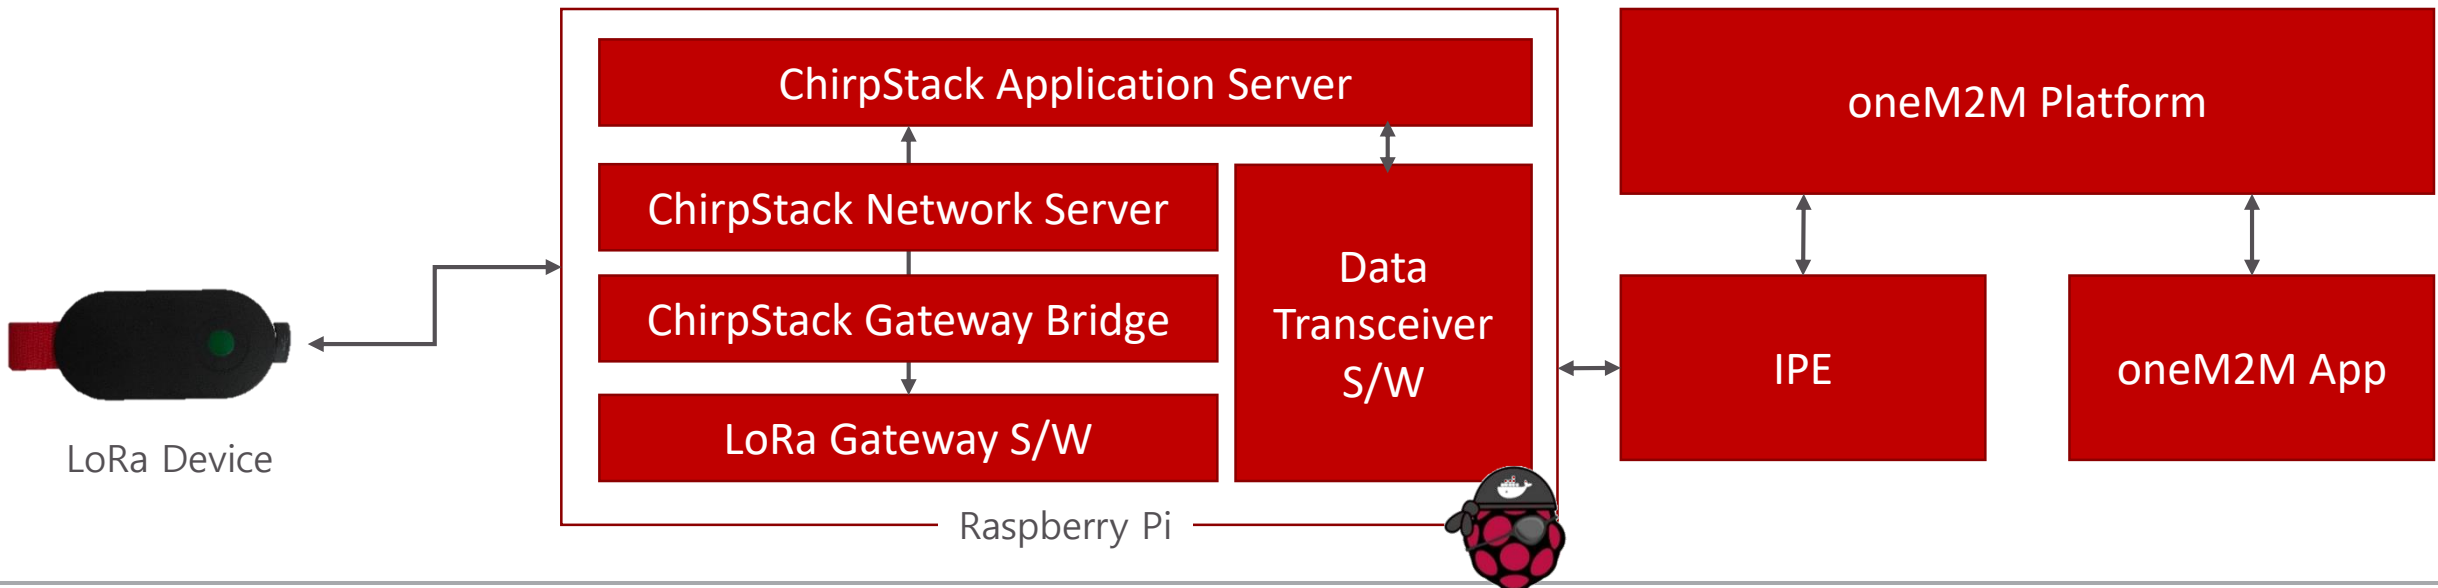 ChirpStack Application Server
oneM2M Platform
ChirpStack Network Server
Data
Transceiver
S/W
ChirpStack Gateway Bridge
IPE
oneM2M App
LoRa Gateway S/W
LoRa Device
Raspberry Pi